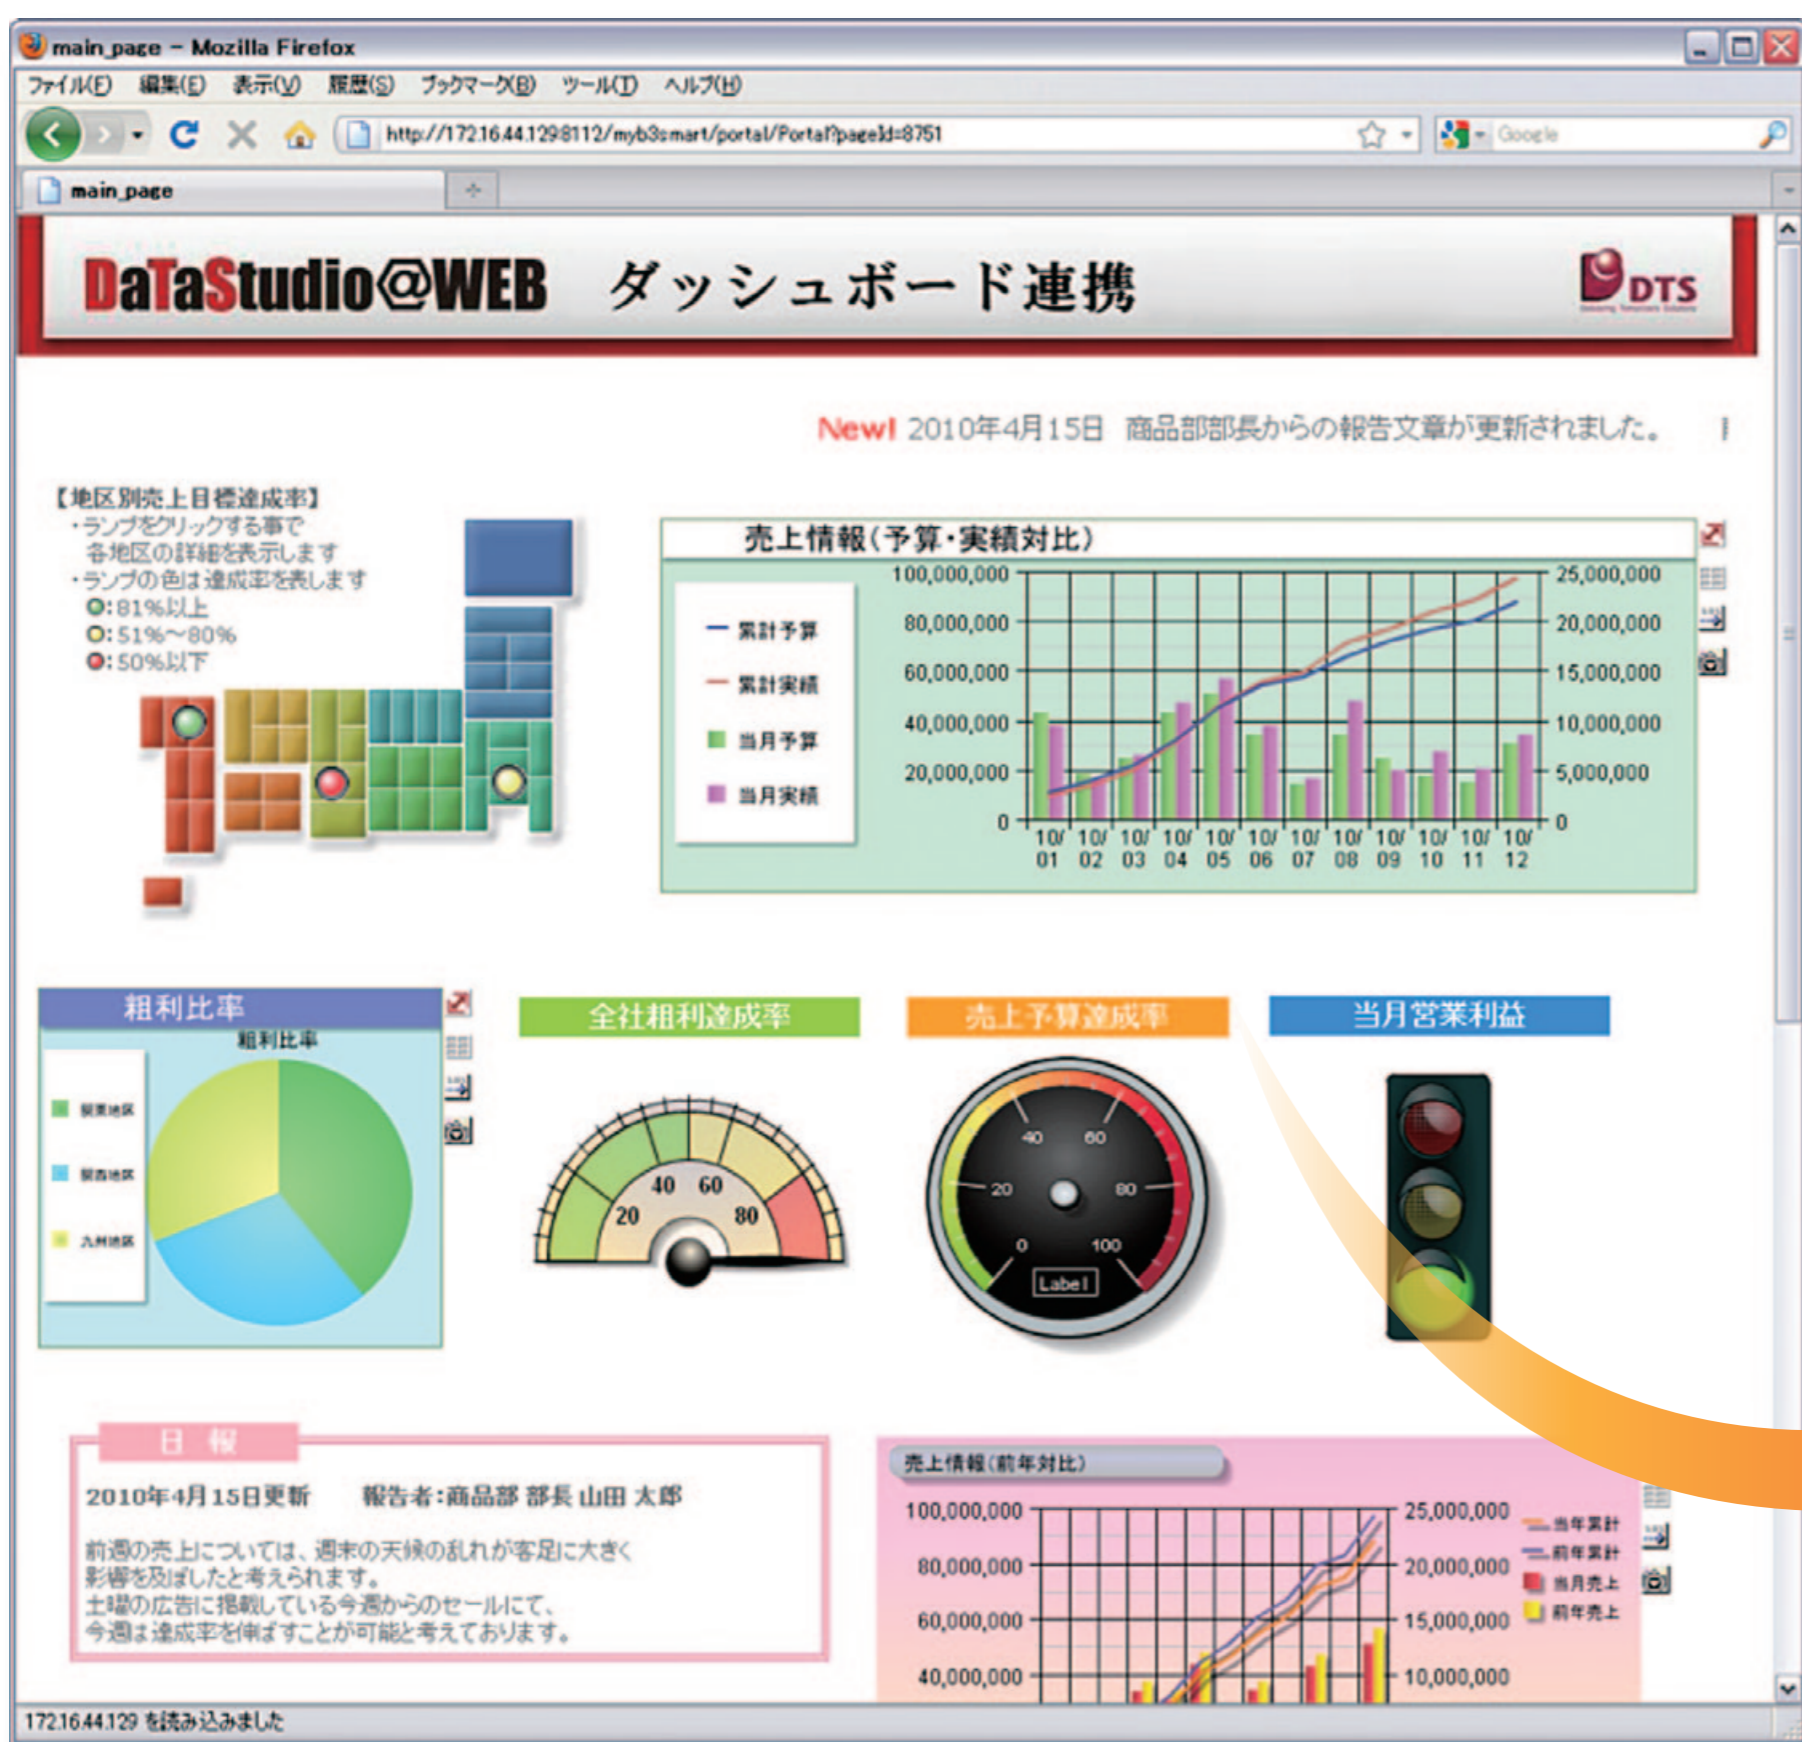 main_page - Mozilla Firefox
ファイル(F) 編集(E) 表示(V) 履歴(S) ブックマーク(B) ツール(T) ヘルプ(H)
http://172.16.44.129:8112/myb3smart/portal/Portal?pageId=8751
Google
main_page
DaTaStudio@WEB ダッシュボード連携
DTS
New! 2010年4月15日 商品部部長からの報告文章が更新されました。
【地区別売上目標達成率】
・ランプをクリックする事で
各地区の詳細を表示します
・ランプの色は達成率を表します
:81%以上
:51%~80%
:50%以下
売上情報(予算・実績対比)
累計予算
累計実績
当月予算
当月実績
100,000,000
80,000,000
60,000,000
40,000,000
20,000,000
0
25,000,000
20,000,000
15,000,000
10,000,000
5,000,000
0
10/01 10/02 10/03 10/04 10/05 10/06 10/07 10/08 10/09 10/10 10/11 10/12
粗利比率
粗利比率
関東地区
関西地区
九州地区
全社粗利達成率
20 40 60 80
売上予算達成率
0 20 40 60 80 100
Label
当月営業利益
日 報
2010年4月15日更新 報告者:商品部 部長 山田 太郎
前週の売上については、週末の天候の乱れが客足に大きく
影響を及ぼしたと考えられます。
土曜の広告に掲載している今週からのセールにて、
今週は達成率を伸ばすことが可能と考えております。
売上情報(前年対比)
100,000,000
80,000,000
60,000,000
40,000,000
25,000,000
20,000,000
15,000,000
10,000,000
当年累計
前年累計
当月売上
前年売上
172.16.44.129 を読み込みました